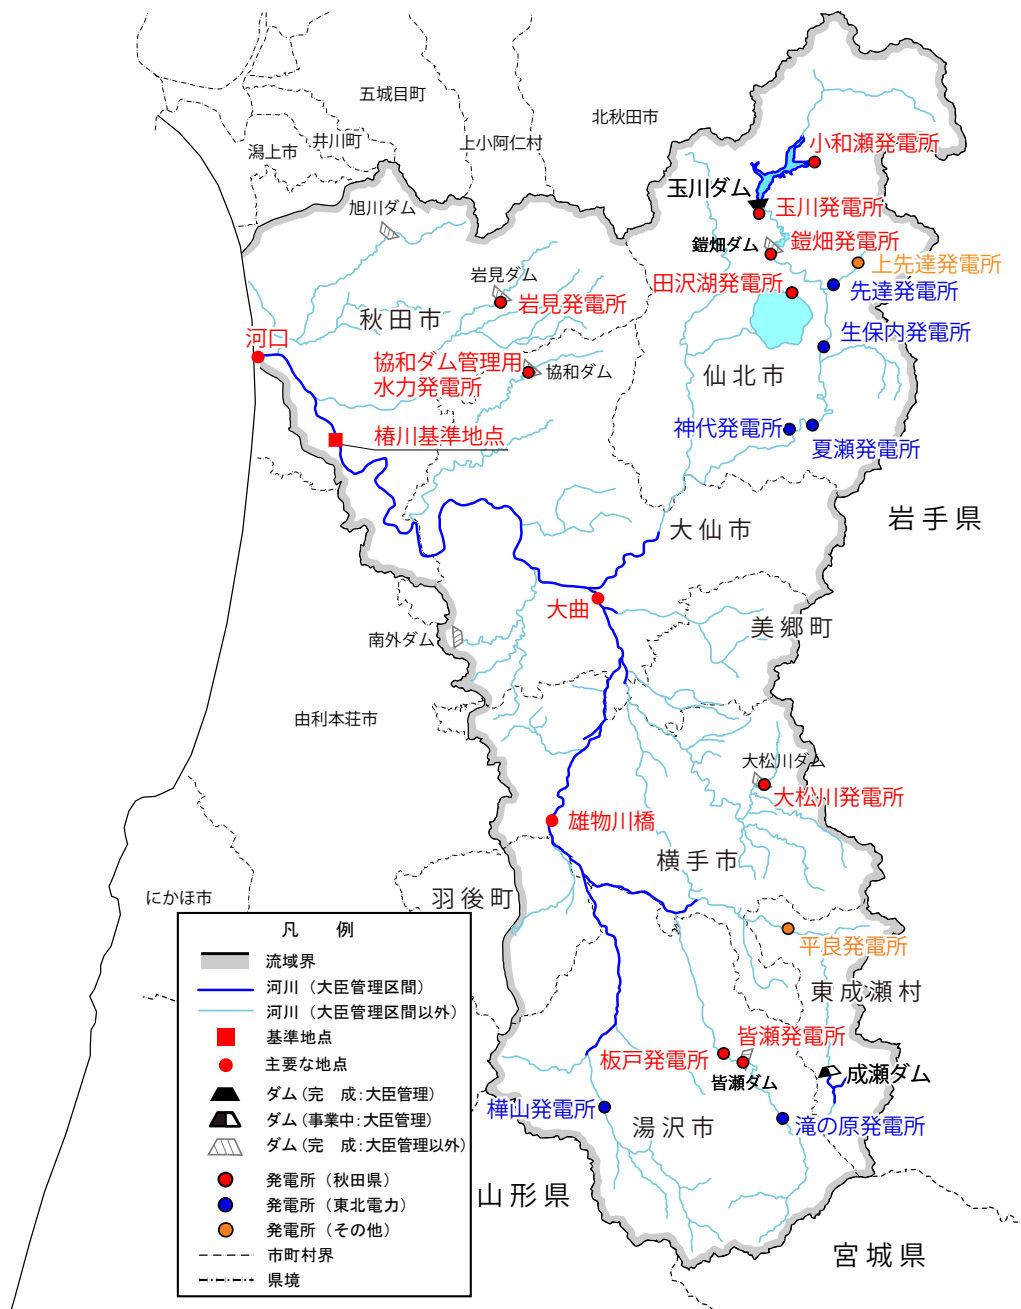 五城目町
北秋田市
井川町
上小阿仁村
潟上市
小和瀬発電所
玉川ダム
玉川発電所
旭川ダム
鎧畑ダム
鎧畑発電所
上先達発電所
岩見ダム
田沢湖発電所
先達発電所
岩見発電所
秋田市
生保内発電所
河口
協和ダム管理用
水力発電所
協和ダム
仙北市
椿川基準地点
神代発電所
夏瀬発電所
岩手県
大仙市
大曲
美郷町
南外ダム
由利本荘市
大松川ダム
大松川発電所
雄物川橋
横手市
羽後町
にかほ市
平良発電所
東成瀬村
皆瀬発電所
板戸発電所
皆瀬ダム
成瀬ダム
樺山発電所
湯沢市
滝の原発電所
山形県
宮城県
凡 例
流域界
河川（大臣管理区間）
河川（大臣管理区間以外）
基準地点
主要な地点
ダム（完 成：大臣管理）
ダム（事業中：大臣管理）
ダム（完 成：大臣管理以外）
発電所（秋田県）
発電所（東北電力）
発電所（その他）
市町村界
県境